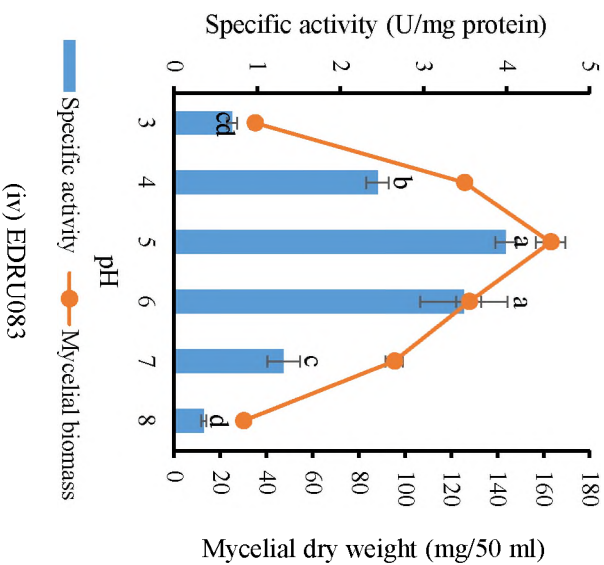 Specific activity (U/mg protein)
0 1 2 3 4 5
3 cd
4 b
5 a
6 a
7 c
8 d
pH
0 20 40 60 80 100 120 140 160 180
Mycelial dry weight (mg/50 ml)
Specific activity Mycelial biomass
(iv) EDRU083